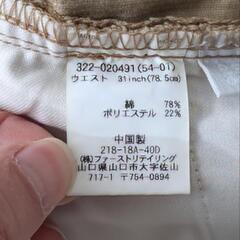 322-020491(54-01)
ウエスト 31inch(78.5cm)
綿 78%
ポリエステル 22%
中国製
218-18A-40D
(株)ファーストリテイリング
山口県山口市大字佐山
717-1 〒754-0894